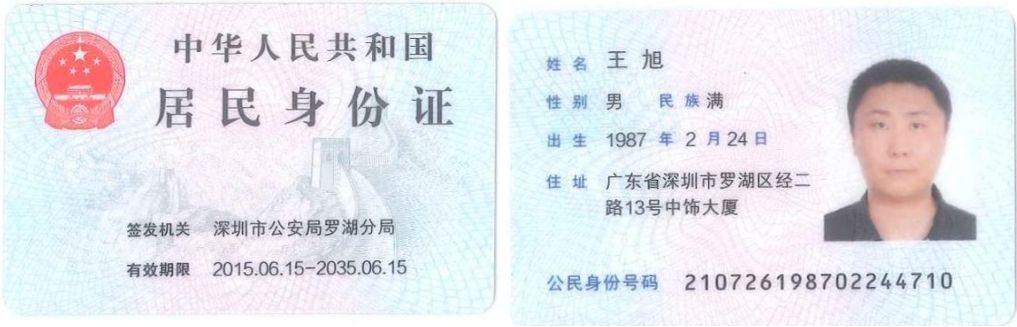 中华人民共和国
居民身份证
签发机关 深圳市公安局罗湖分局
有效期限 2015.06.15-2035.06.15
姓名 王旭
性别 男 民族 满
出生 1987 年 2 月 24 日
住址 广东省深圳市罗湖区经二
路13号中饰大厦
公民身份号码 210726198702244710